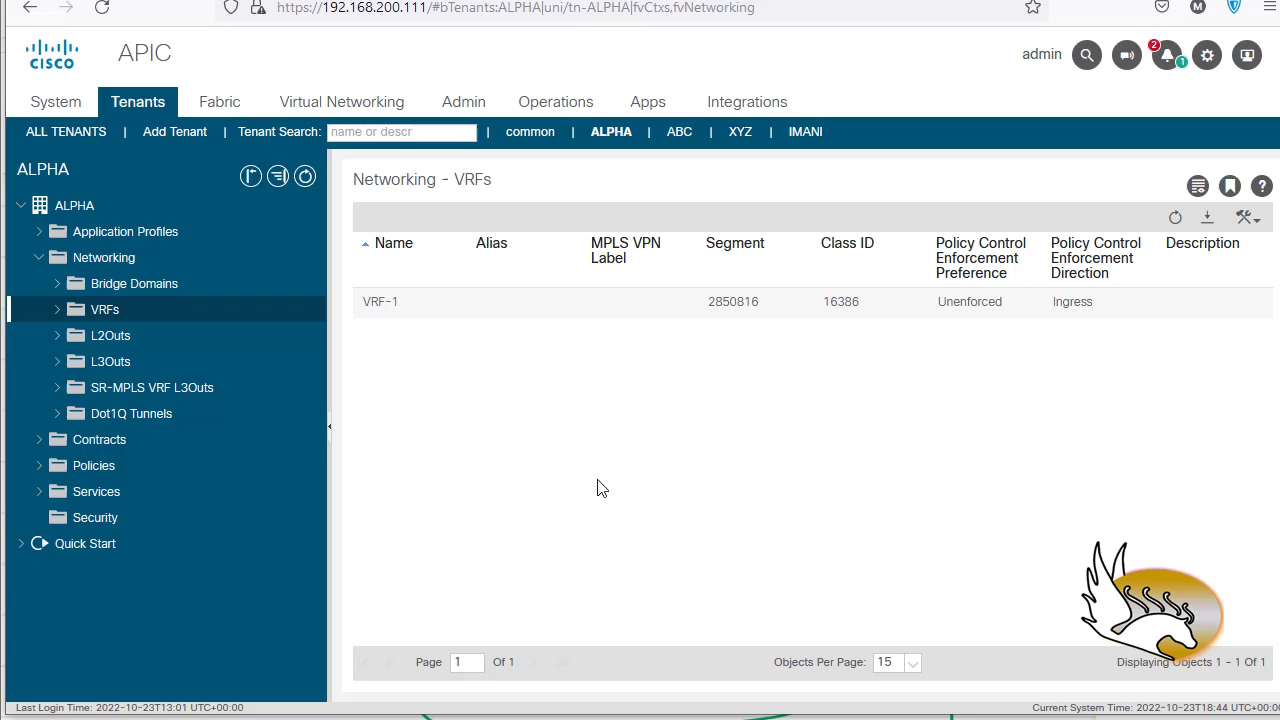 https://192.168.200.111/#bTenants:ALPHA|uni/tn-ALPHA|fvCtxs,fvNetworking
M
CISCO
APIC
admin
2
1
System
Tenants
Fabric
Virtual Networking
Admin
Operations
Apps
Integrations
ALL TENANTS | Add Tenant | Tenant Search: name or descr | common | ALPHA | ABC | XYZ | IMANI
ALPHA
ALPHA
Application Profiles
Networking
Bridge Domains
VRFs
L2Outs
L3Outs
SR-MPLS VRF L3Outs
Dot1Q Tunnels
Contracts
Policies
Services
Security
Quick Start
Networking - VRFs
?
Name
Alias
MPLS VPN
Label
Segment
Class ID
Policy Control
Enforcement
Preference
Policy Control
Enforcement
Direction
Description
VRF-1 2850816 16386 Unenforced Ingress
Page 1 Of 1
Objects Per Page: 15
Displaying Objects 1 - 1 Of 1
Last Login Time: 2022-10-23T13:01 UTC+00:00
Current System Time: 2022-10-23T18:44 UTC+00:00